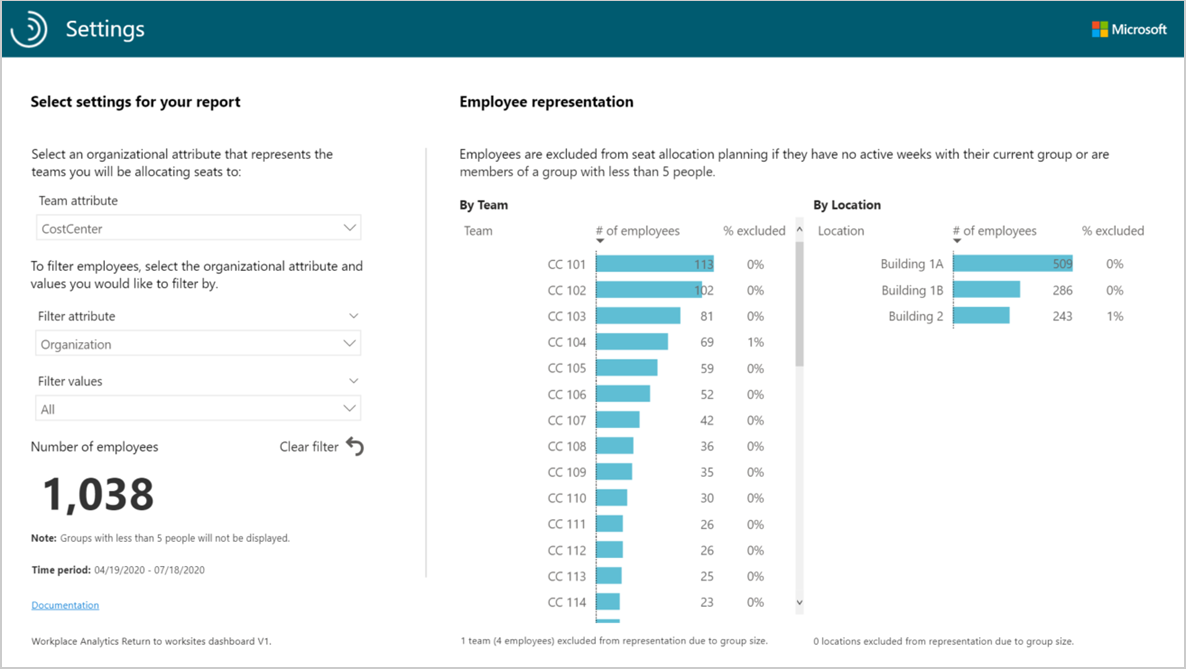 Settings
Microsoft
Select settings for your report
Select an organizational attribute that represents the
teams you will be allocating seats to:
Team attribute
CostCenter
To filter employees, select the organizational attribute and
values you would like to filter by.
Filter attribute
Organization
Filter values
All
Number of employees
Clear filter
1,038
Note: Groups with less than 5 people will not be displayed.
Time period: 04/19/2020 - 07/18/2020
Documentation
Workplace Analytics Return to worksites dashboard V1.
Employee representation
Employees are excluded from seat allocation planning if they have no active weeks with their current group or are
members of a group with less than 5 people.
By Team
Team # of employees % excluded
CC 101 113 0%
CC 102 102 0%
CC 103 81 0%
CC 104 69 1%
CC 105 59 0%
CC 106 52 0%
CC 107 42 0%
CC 108 36 0%
CC 109 35 0%
CC 110 30 0%
CC 111 26 0%
CC 112 26 0%
CC 113 25 0%
CC 114 23 0%
1 team (4 employees) excluded from representation due to group size.
By Location
Location # of employees % excluded
Building 1A 509 0%
Building 1B 286 0%
Building 2 243 1%
0 locations excluded from representation due to group size.